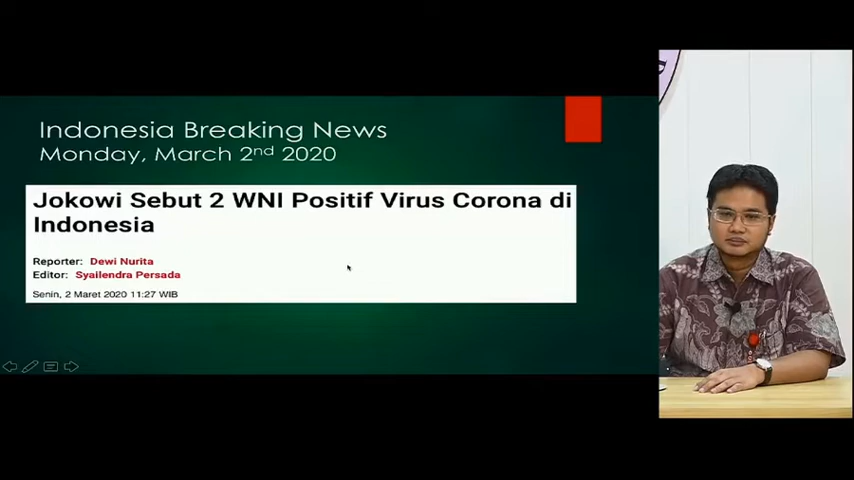 Indonesia Breaking News
Monday, March 2nd 2020
Jokowi Sebut 2 WNI Positif Virus Corona di
Indonesia
Reporter: Dewi Nurita
Editor: Syailendra Persada
Senin, 2 Maret 2020 11:27 WIB